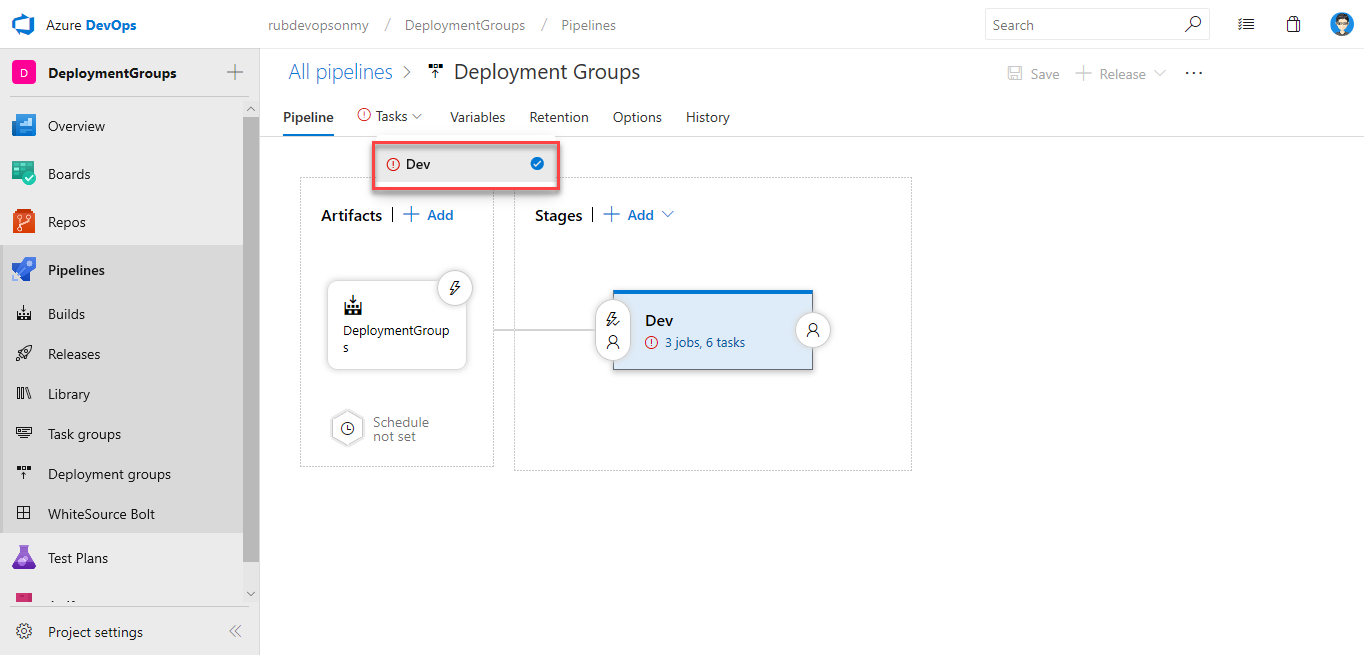 Azure DevOps
rubdevopsonmy / DeploymentGroups / Pipelines
Search
D
DeploymentGroups
Overview
Boards
Repos
Pipelines
Builds
Releases
Library
Task groups
Deployment groups
WhiteSource Bolt
Test Plans
Project settings
All pipelines > Deployment Groups
Save
Release
Pipeline
Tasks
Variables
Retention
Options
History
Dev
Artifacts | + Add
DeploymentGroup
s
Schedule
not set
Stages | + Add
Dev
3 jobs, 6 tasks